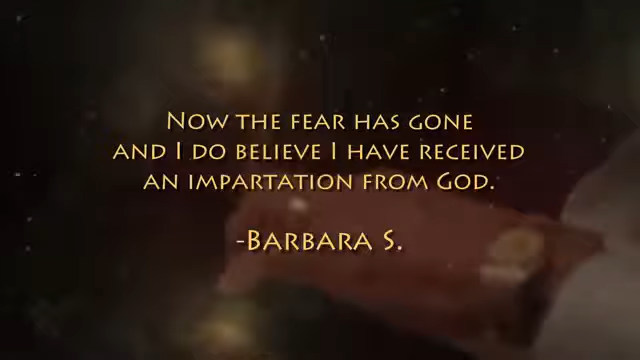 Now the fear has gone
and I do believe I have received
an impartation from God.
-Barbara S.